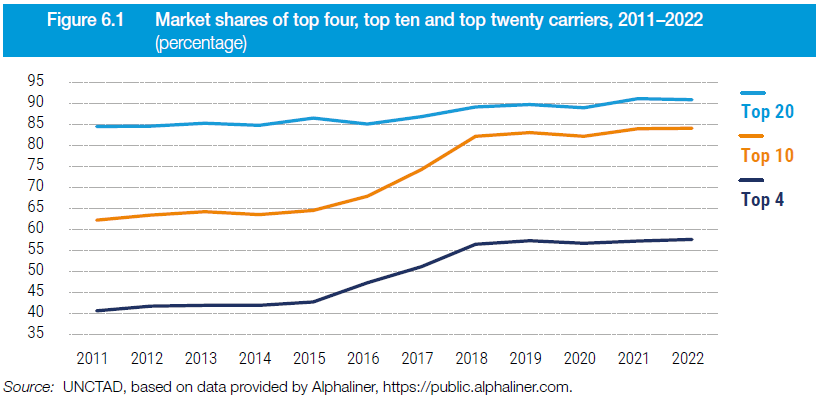 Figure 6.1 Market shares of top four, top ten and top twenty carriers, 2011–2022
(percentage)
95
90
85
80
75
70
65
60
55
50
45
40
35
Top 20
Top 10
Top 4
2011 2012 2013 2014 2015 2016 2017 2018 2019 2020 2021 2022
Source: UNCTAD, based on data provided by Alphaliner, https://public.alphaliner.com.